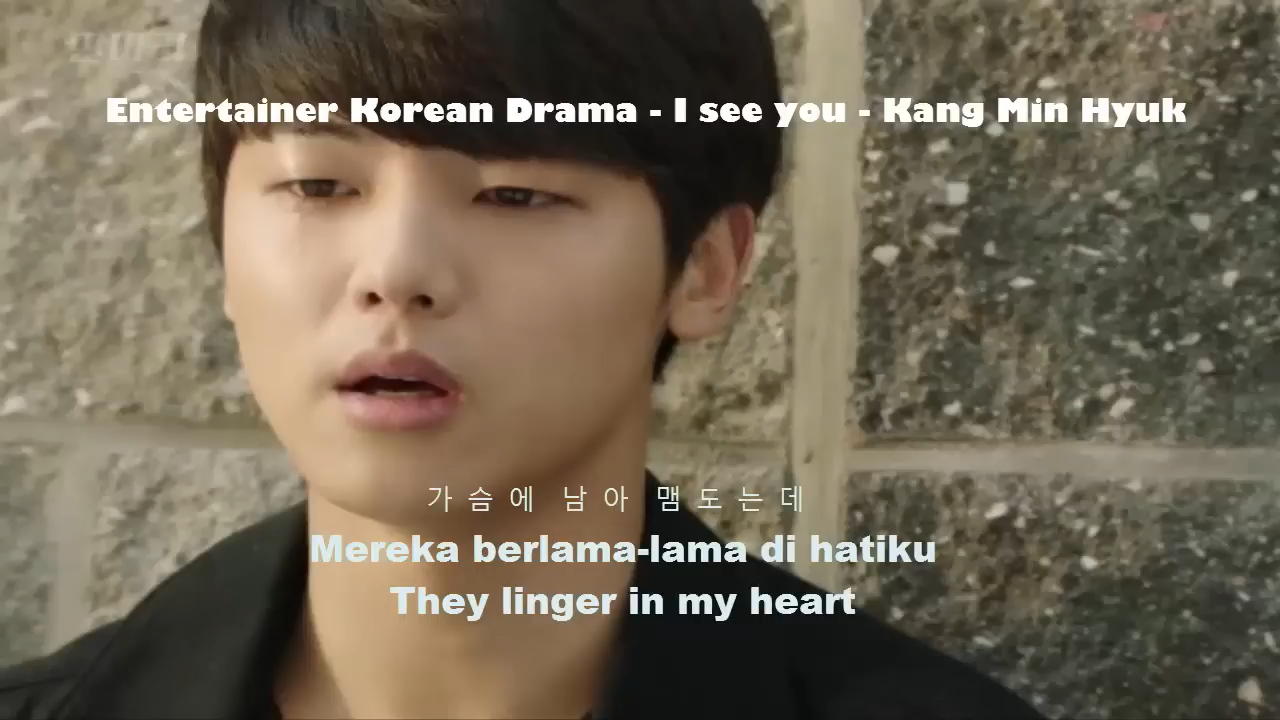 Entertainer Korean Drama - I see you - Kang Min Hyuk
가슴에 남아 맴도는데
Mereka berlama-lama di hatiku
They linger in my heart